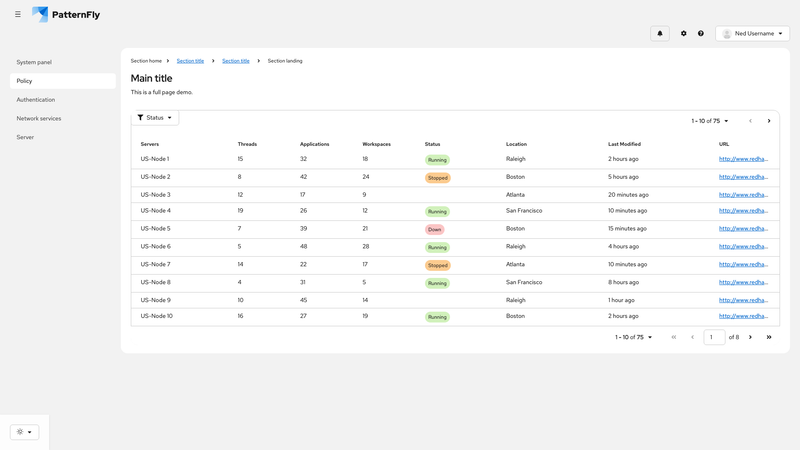 PatternFly
Ned Username
System panel
Policy
Authentication
Network services
Server
Section home Section title Section title Section landing
Main title
This is a full page demo.
Status
1 - 10 of 75
Servers Threads Applications Workspaces Status Location Last Modified URL
US-Node 1 15 32 18 Running Raleigh 2 hours ago http://www.redha...
US-Node 2 8 42 24 Stopped Boston 5 hours ago http://www.redha...
US-Node 3 12 17 9 Atlanta 20 minutes ago http://www.redha...
US-Node 4 19 26 12 Running San Francisco 10 minutes ago http://www.redha...
US-Node 5 7 39 21 Down Boston 15 minutes ago http://www.redha...
US-Node 6 5 48 28 Running Raleigh 4 hours ago http://www.redha...
US-Node 7 14 22 17 Stopped Atlanta 10 minutes ago http://www.redha...
US-Node 8 4 31 5 Running San Francisco 8 hours ago http://www.redha...
US-Node 9 10 45 14 Raleigh 1 hour ago http://www.redha...
US-Node 10 16 27 19 Running Boston 2 hours ago http://www.redha...
1 - 10 of 75 1 of 8